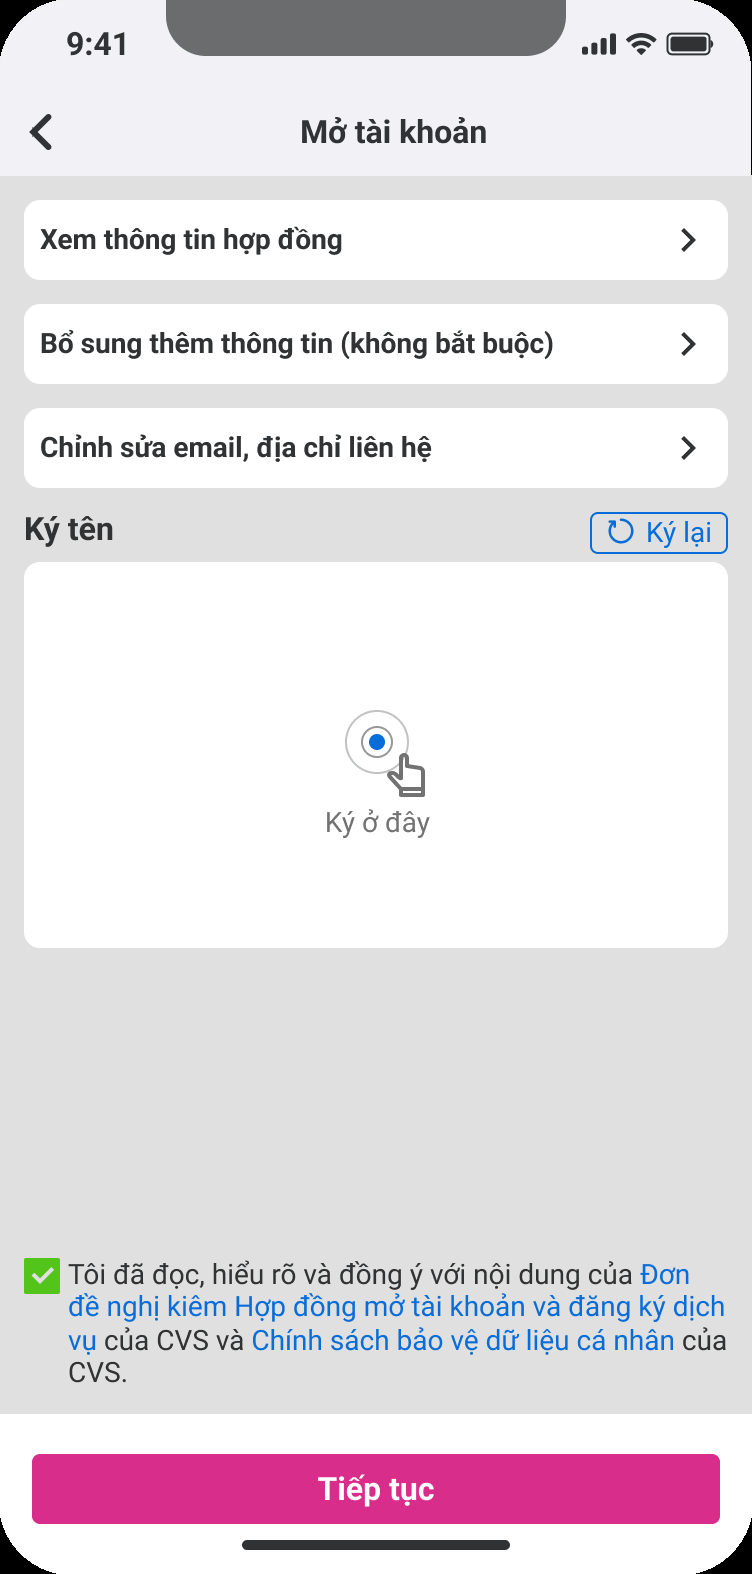 9:41
Mở tài khoản
Xem thông tin hợp đồng
Bổ sung thêm thông tin (không bắt buộc)
Chỉnh sửa email, địa chỉ liên hệ
Ký tên
Ký lại
Ký ở đây
Tôi đã đọc, hiểu rõ và đồng ý với nội dung của Đơn
đề nghị kiêm Hợp đồng mở tài khoản và đăng ký dịch
vụ của CVS và Chính sách bảo vệ dữ liệu cá nhân của
CVS.
Tiếp tục